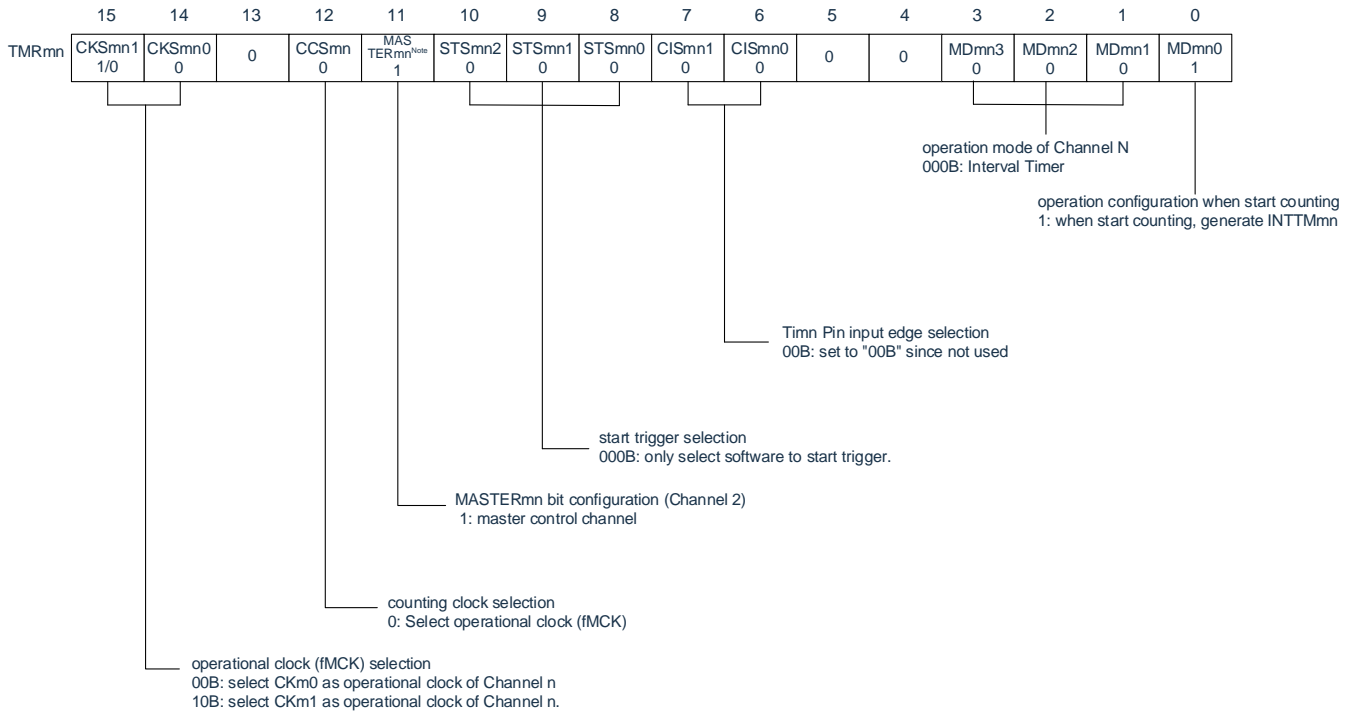 15 14 13 12 11 10 9 8 7 6 5 4 3 2 1 0
TMRmn
CKSmn1 CKSmn0 0 CCSmn MAS STSmn2 STSmn1 STSmn0 CISmn1 CISmn0 0 0 MDmn3 MDmn2 MDmn1 MDmn0
TERmnNote
1/0 0 0 1 0 0 0 0 0 0 0 0 1
operation mode of Channel N
000B: Interval Timer
operation configuration when start counting
1: when start counting, generate INTTMmn
Timn Pin input edge selection
00B: set to "00B" since not used
start trigger selection
000B: only select software to start trigger.
MASTERmn bit configuration (Channel 2)
1: master control channel
counting clock selection
0: Select operational clock (fMCK)
operational clock (fMCK) selection
00B: select CKm0 as operational clock of Channel n
10B: select CKm1 as operational clock of Channel n.